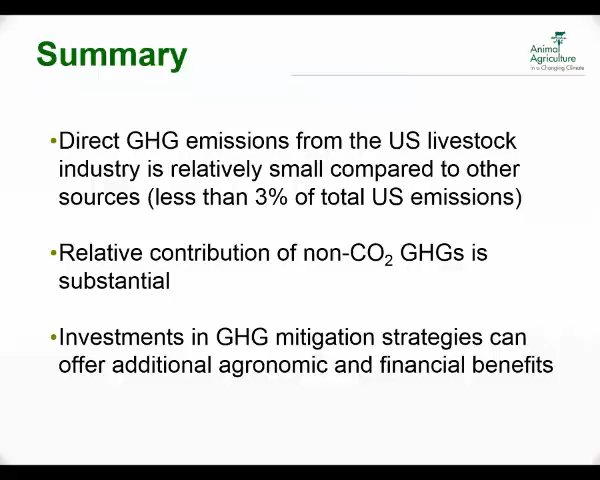 Summary
Animal
Agriculture
in a Changing Climate
•Direct GHG emissions from the US livestock
industry is relatively small compared to other
sources (less than 3% of total US emissions)
•Relative contribution of non-CO₂ GHGs is
substantial
•Investments in GHG mitigation strategies can
offer additional agronomic and financial benefits